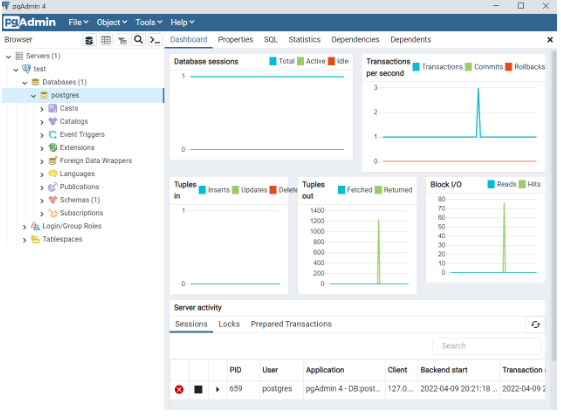 pgAdmin 4
pgAdmin File Object Tools Help
Browser
Dashboard Properties SQL Statistics Dependencies Dependents
Servers (1)
test
Databases (1)
postgres
Casts
Catalogs
Event Triggers
Extensions
Foreign Data Wrappers
Languages
Publications
Schemas (1)
Subscriptions
Login/Group Roles
Tablespaces
Database sessions Total Active Idle
1
0
Transactions per second Transactions Commits Rollbacks
3
2
1
0
Tuples in Inserts Updates Delete
1
0
Tuples out Fetched Returned
1400
1200
1000
800
600
400
200
0
Block I/O Reads Hits
80
70
60
50
40
30
20
10
0
Server activity
Sessions Locks Prepared Transactions
Search
PID User Application Client Backend start Transaction
659 postgres pgAdmin 4 - DB:post... 127.0.... 2022-04-09 20:21:18 ... 2022-04-09 2